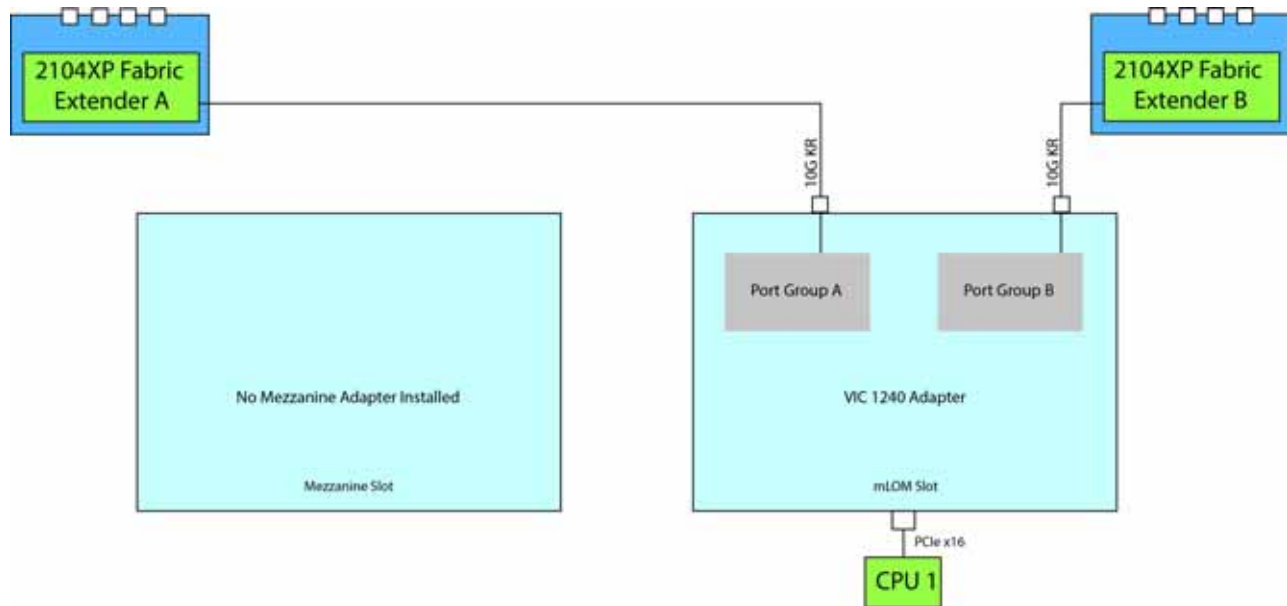 2104XP Fabric
Extender A
2104XP Fabric
Extender B
10G KR
10G KR
Port Group A
Port Group B
No Mezzanine Adapter Installed
VIC 1240 Adapter
Mezzanine Slot
mLOM Slot
PCIe x16
CPU 1